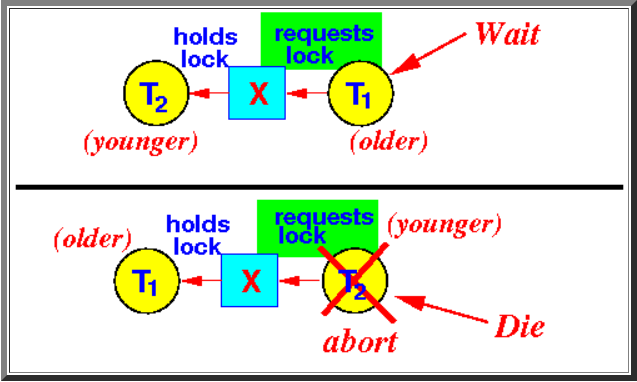 holds
lock
requests
lock
Wait
T2
X
T1
(younger)
(older)
(older)
holds
lock
requests
lock
(younger)
T1
X
T2
abort
Die